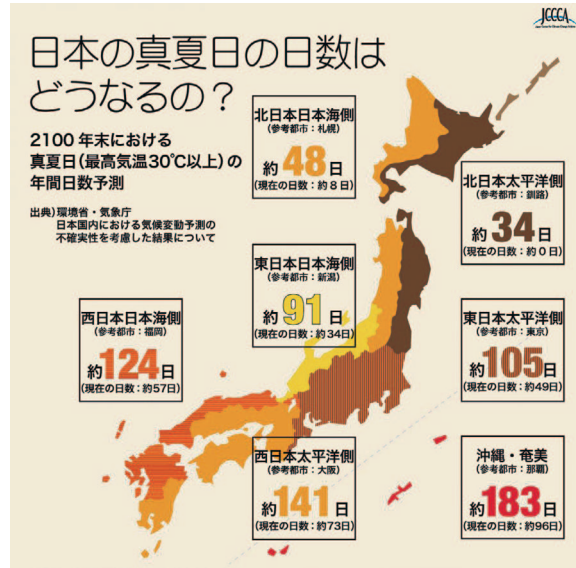 JCCCA
日本の真夏日の日数は
どうなるの？
2100年末における
真夏日（最高気温30℃以上）の
年間日数予測
出典）環境省・気象庁
日本国内における気候変動予測の
不確実性を考慮した結果について
北日本日本海側
（参考都市：札幌）
約48日
（現在の日数：約8日）
北日本太平洋側
（参考都市：釧路）
約34日
（現在の日数：約0日）
東日本日本海側
（参考都市：新潟）
約91日
（現在の日数：約34日）
西日本日本海側
（参考都市：福岡）
約124日
（現在の日数：約57日）
東日本太平洋側
（参考都市：東京）
約105日
（現在の日数：約49日）
西日本太平洋側
（参考都市：大阪）
約141日
（現在の日数：約73日）
沖縄・奄美
（参考都市：那覇）
約183日
（現在の日数：約96日）